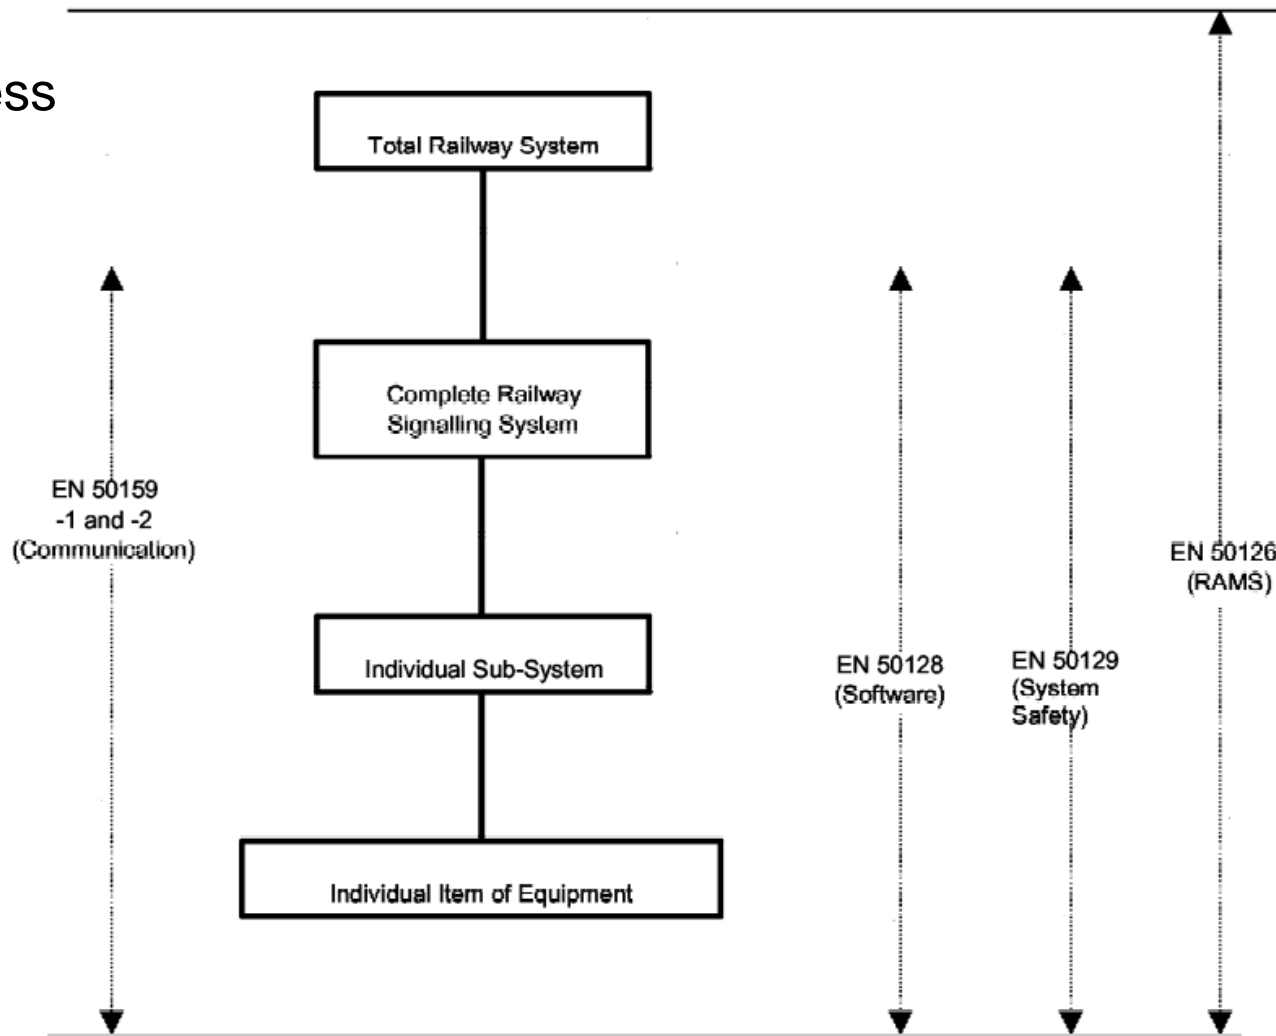 ess
Total Railway System
Complete Railway
Signalling System
EN 50159
-1 and -2
(Communication)
EN 50126
(RAMS)
Individual Sub-System
EN 50128
(Software)
EN 50129
(System
Safety)
Individual Item of Equipment